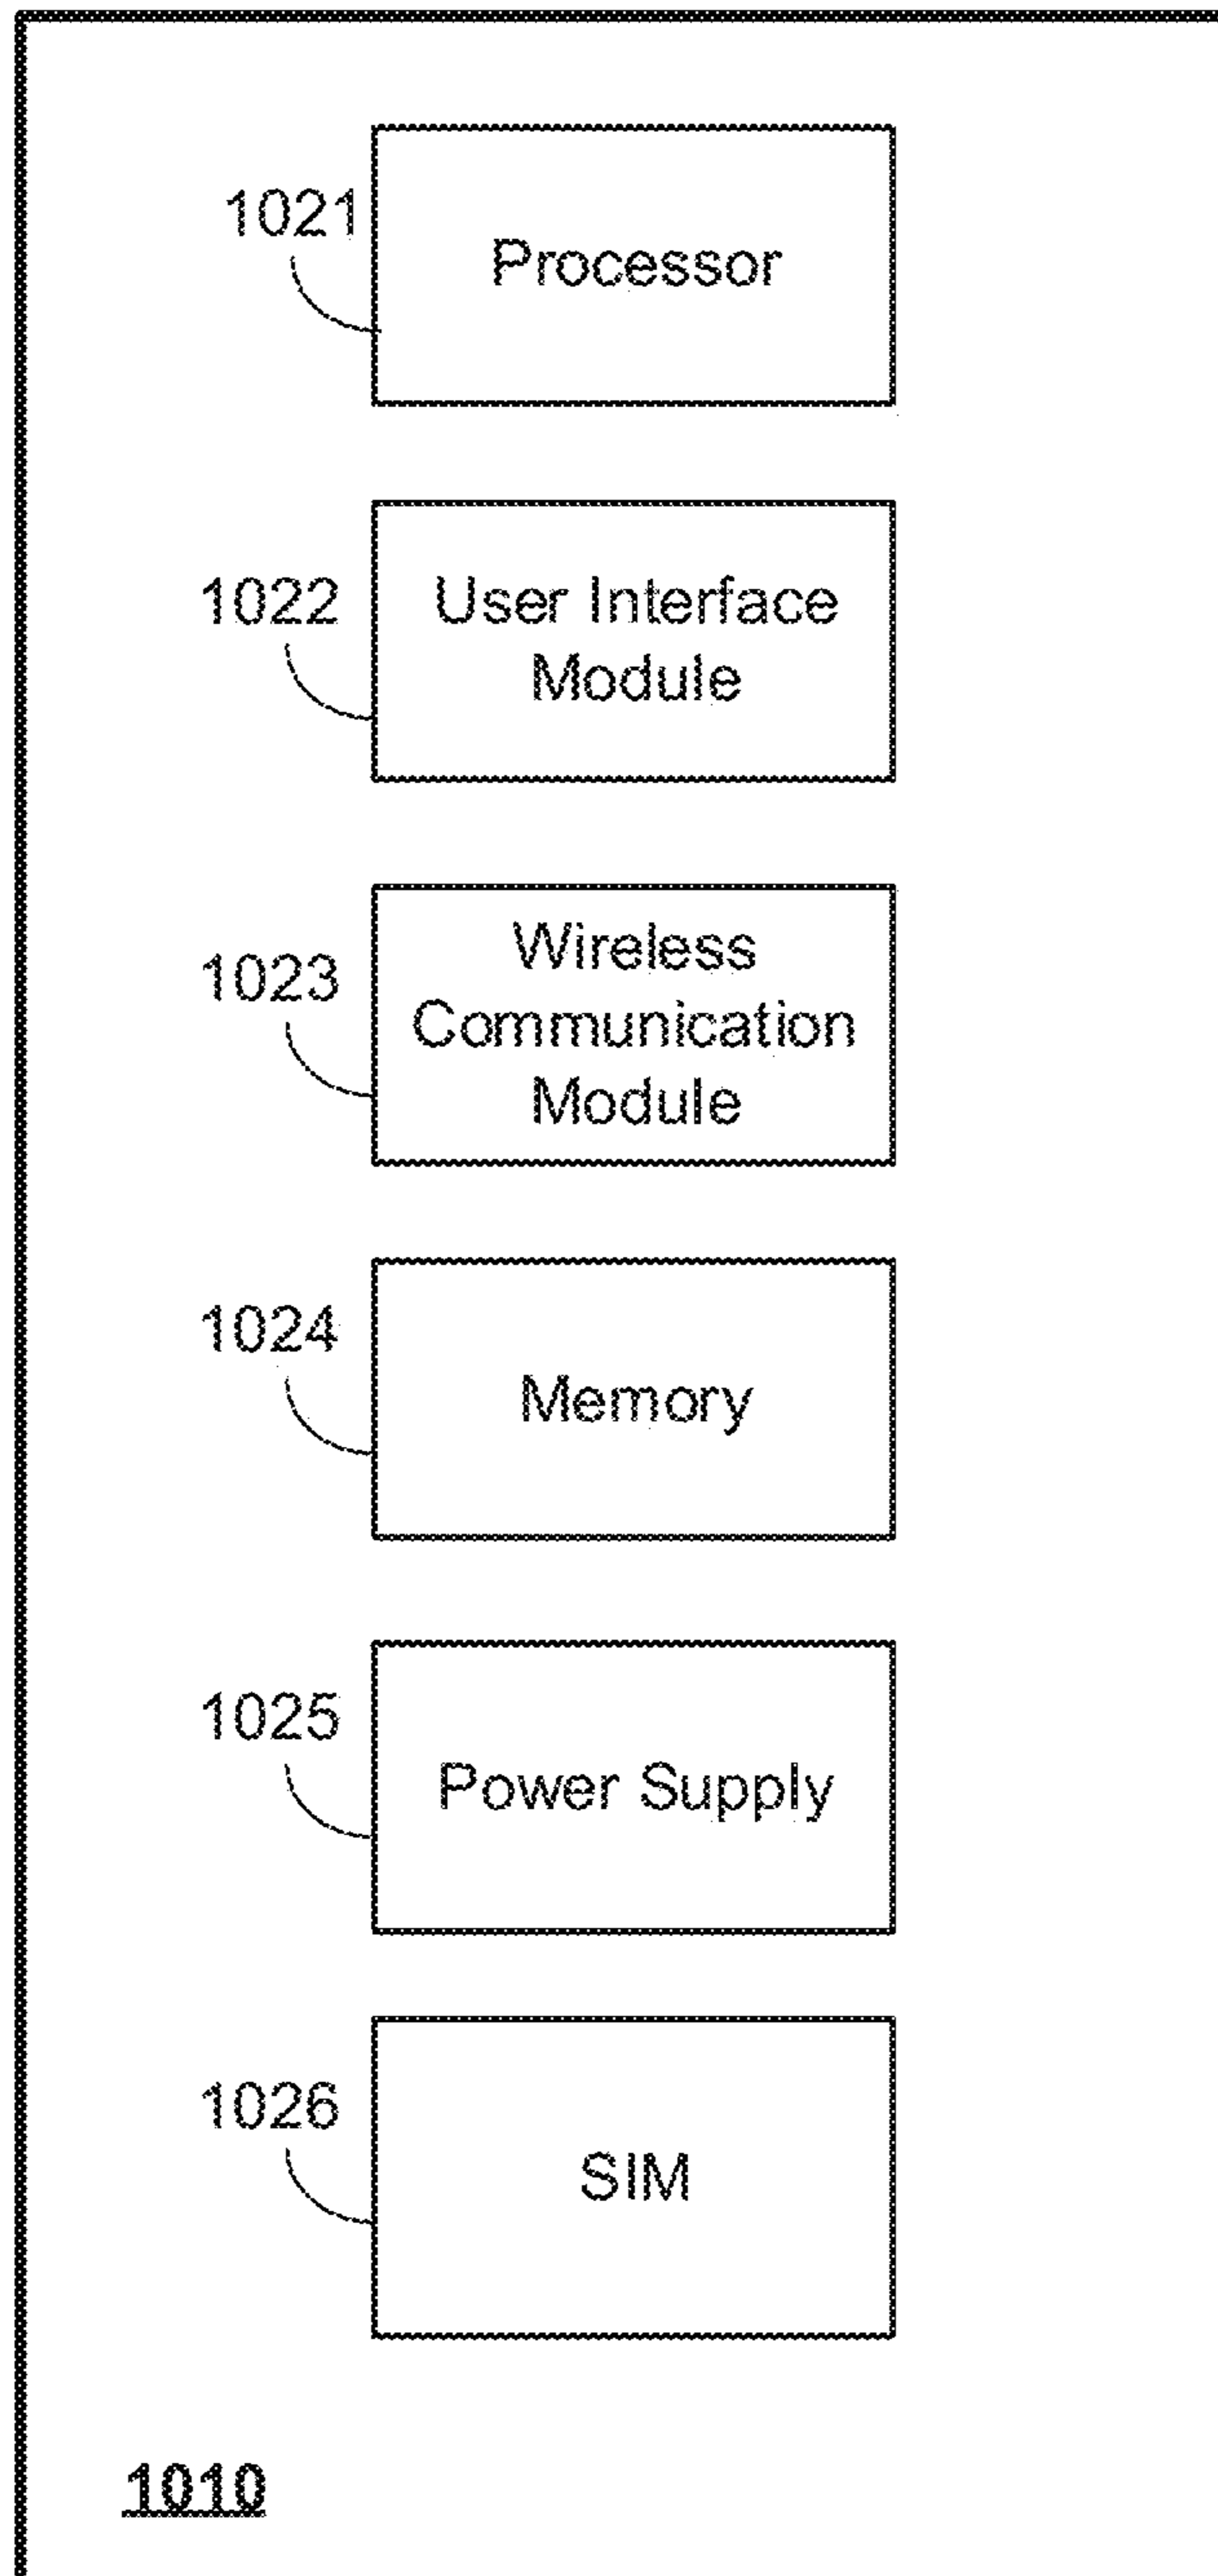 1021
Processor
1022
User Interface
Module
1023
Wireless
Communication
Module
1024
Memory
1025
Power Supply
1026
SIM
1010